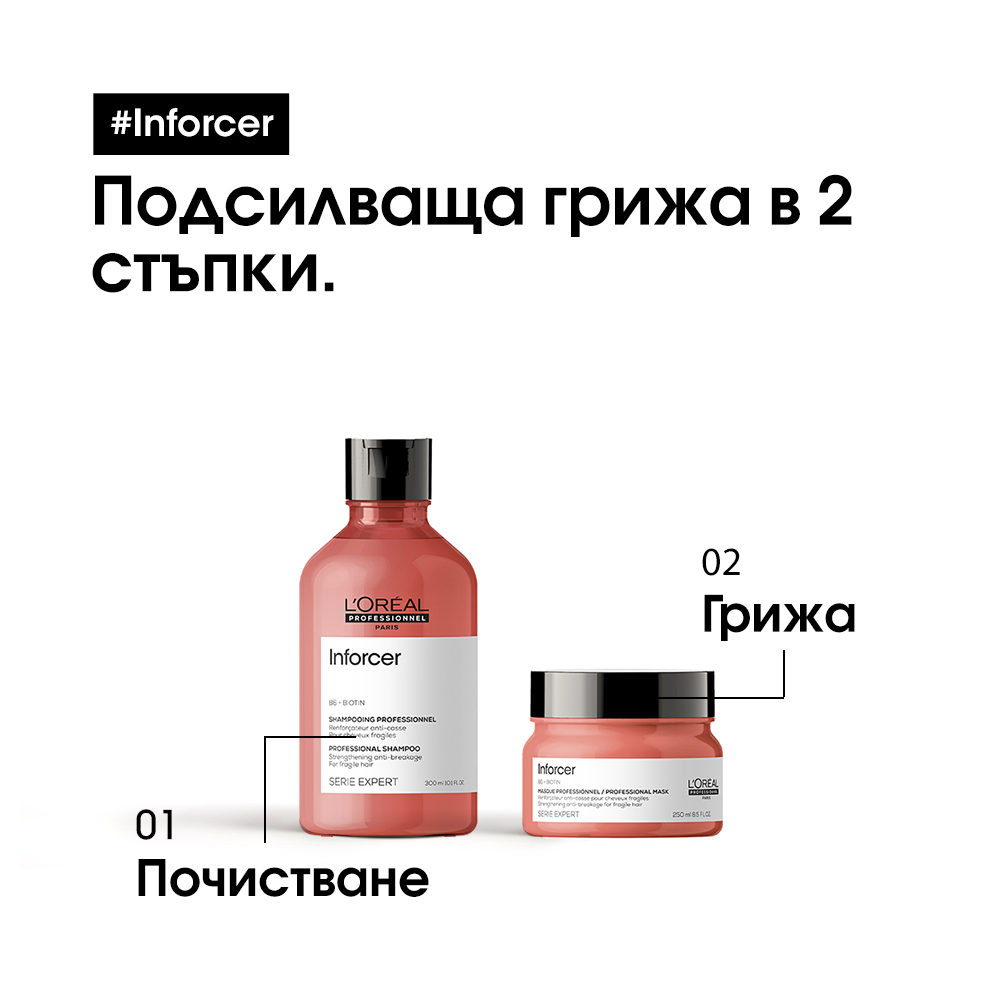 #Inforcer
Подсилваща грижа в 2
стъпки.
L'ORÉAL
PROFESSIONNEL
PARIS
Inforcer
B6 + BIOTIN
SHAMPOOING PROFESSIONNEL
Renforçateur anti-casse
Pour cheveux fragiles
PROFESSIONAL SHAMPOO
Strengthening anti-breakage
For fragile hair
SERIE EXPERT
300 ml 10.1 FL.OZ.
01
Почистване
02
Грижа
Inforcer
B6 + BIOTIN
MASQUE PROFESSIONNEL / PROFESSIONAL MASK
Renforçateur anti-casse pour cheveux fragiles
Strengthening anti-breakage for fragile hair
SERIE EXPERT
L'ORÉAL
PROFESSIONNEL
PARIS
250 ml 8.5 FL.OZ.